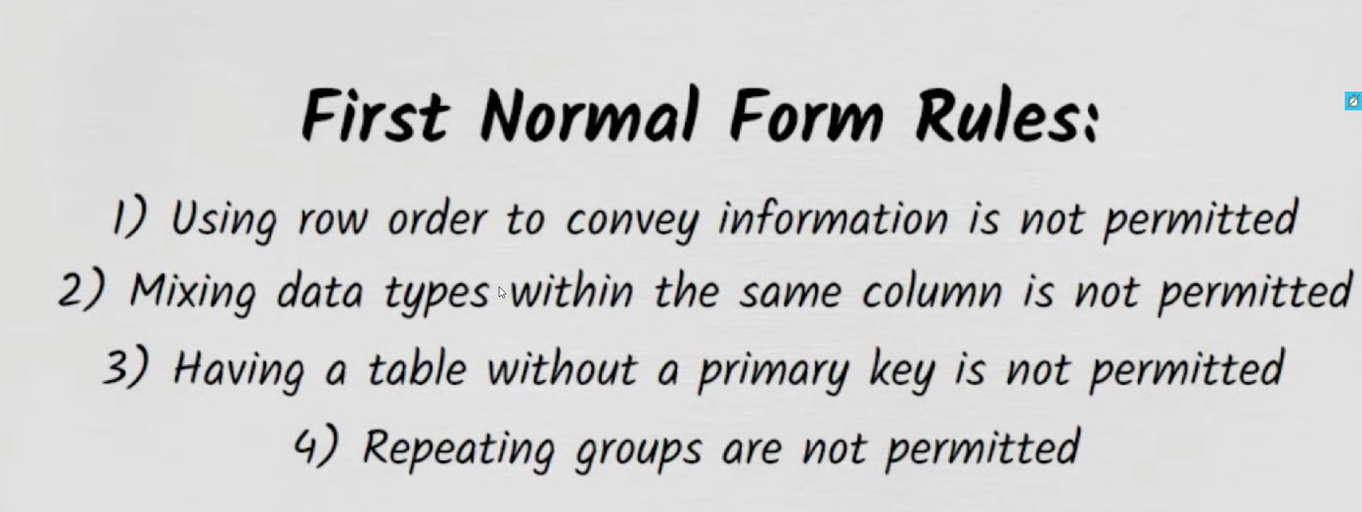 First Normal Form Rules:
1) Using row order to convey information is not permitted
2) Mixing data types within the same column is not permitted
3) Having a table without a primary key is not permitted
4) Repeating groups are not permitted